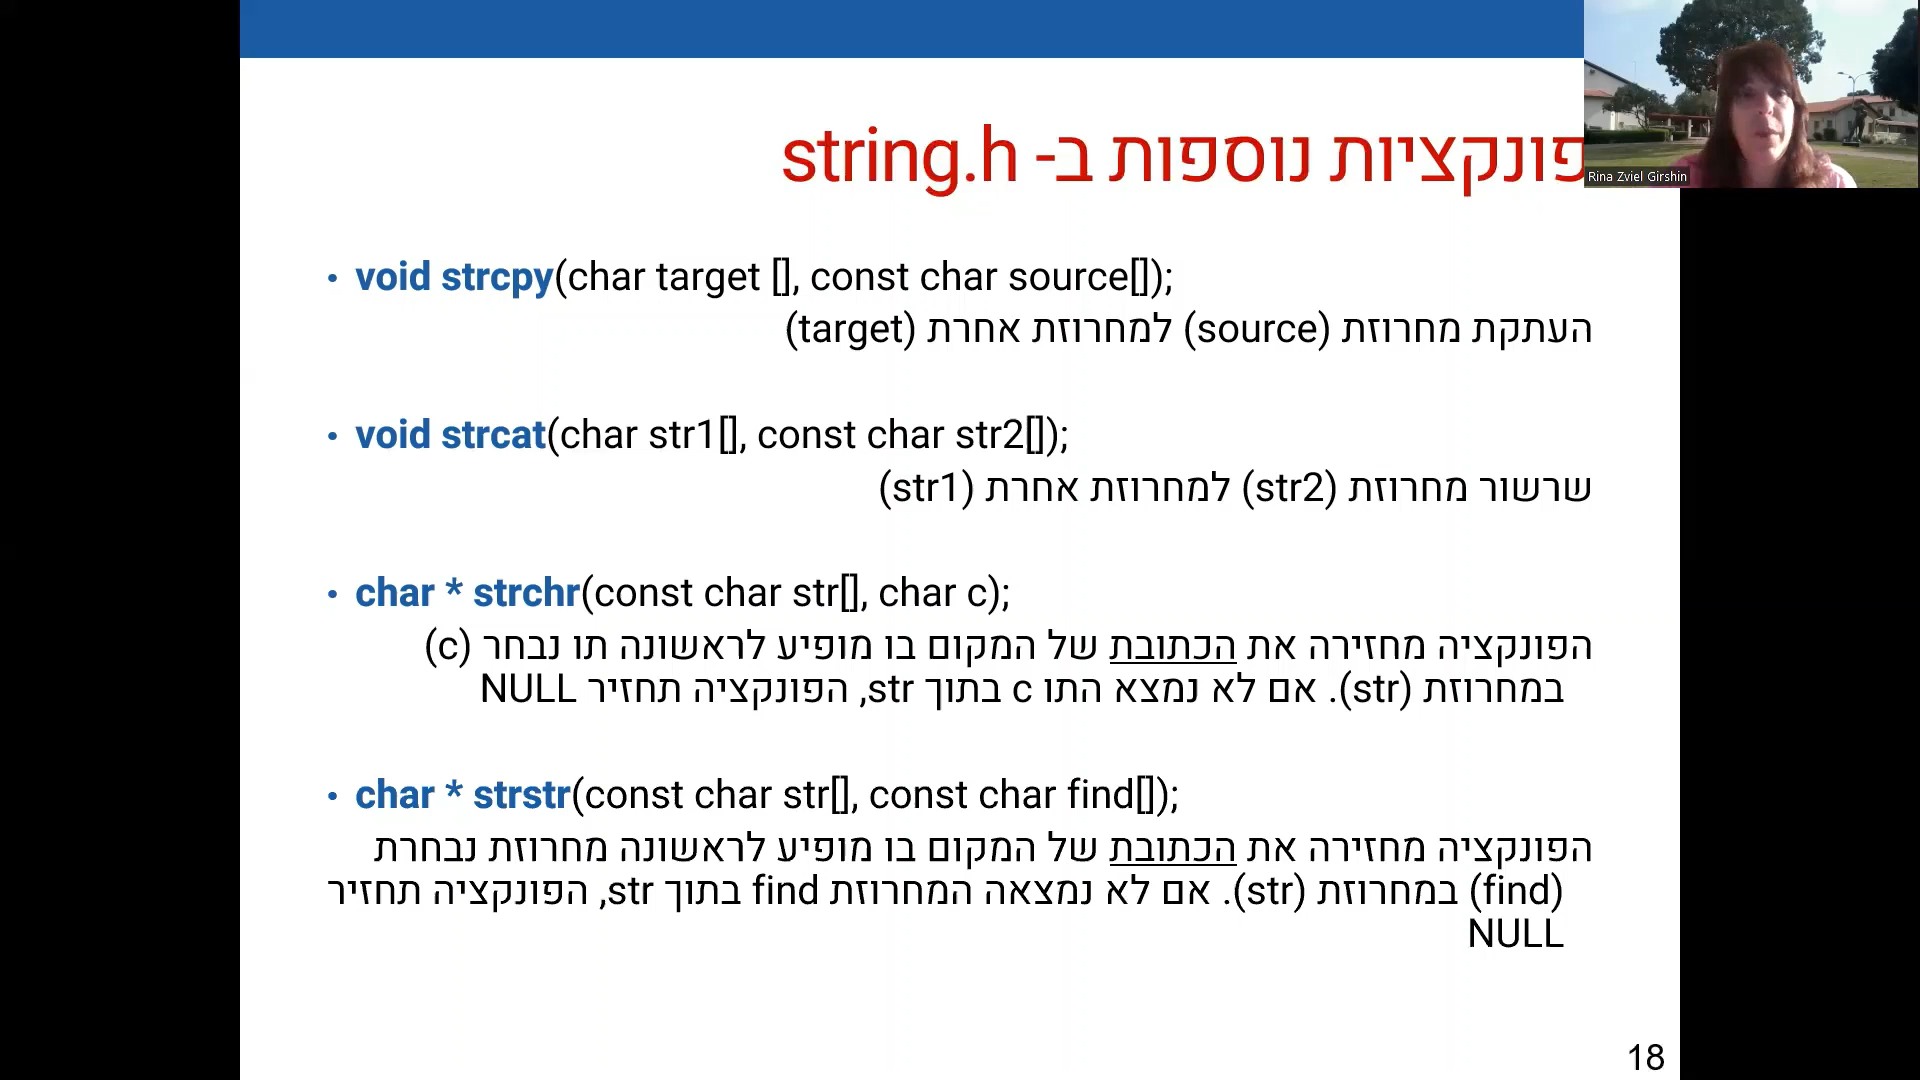 פונקציות נוספות ב- string.h
Rina Zviel Girshin
• void strcpy(char target [], const char source[]);
העתקת מחרוזת (source) למחרוזת אחרת (target)
• void strcat(char str1[], const char str2[]);
שרשור מחרוזת (str2) למחרוזת אחרת (str1)
• char * strchr(const char str[], char c);
הפונקציה מחזירה את הכתובת של המקום בו מופיע לראשונה תו נבחר (c)
במחרוזת (str). אם לא נמצא התו c בתוך str, הפונקציה תחזיר NULL
• char * strstr(const char str[], const char find[]);
הפונקציה מחזירה את הכתובת של המקום בו מופיע לראשונה מחרוזת נבחרת
(find) במחרוזת (str). אם לא נמצאה המחרוזת find בתוך str, הפונקציה תחזיר
NULL
18